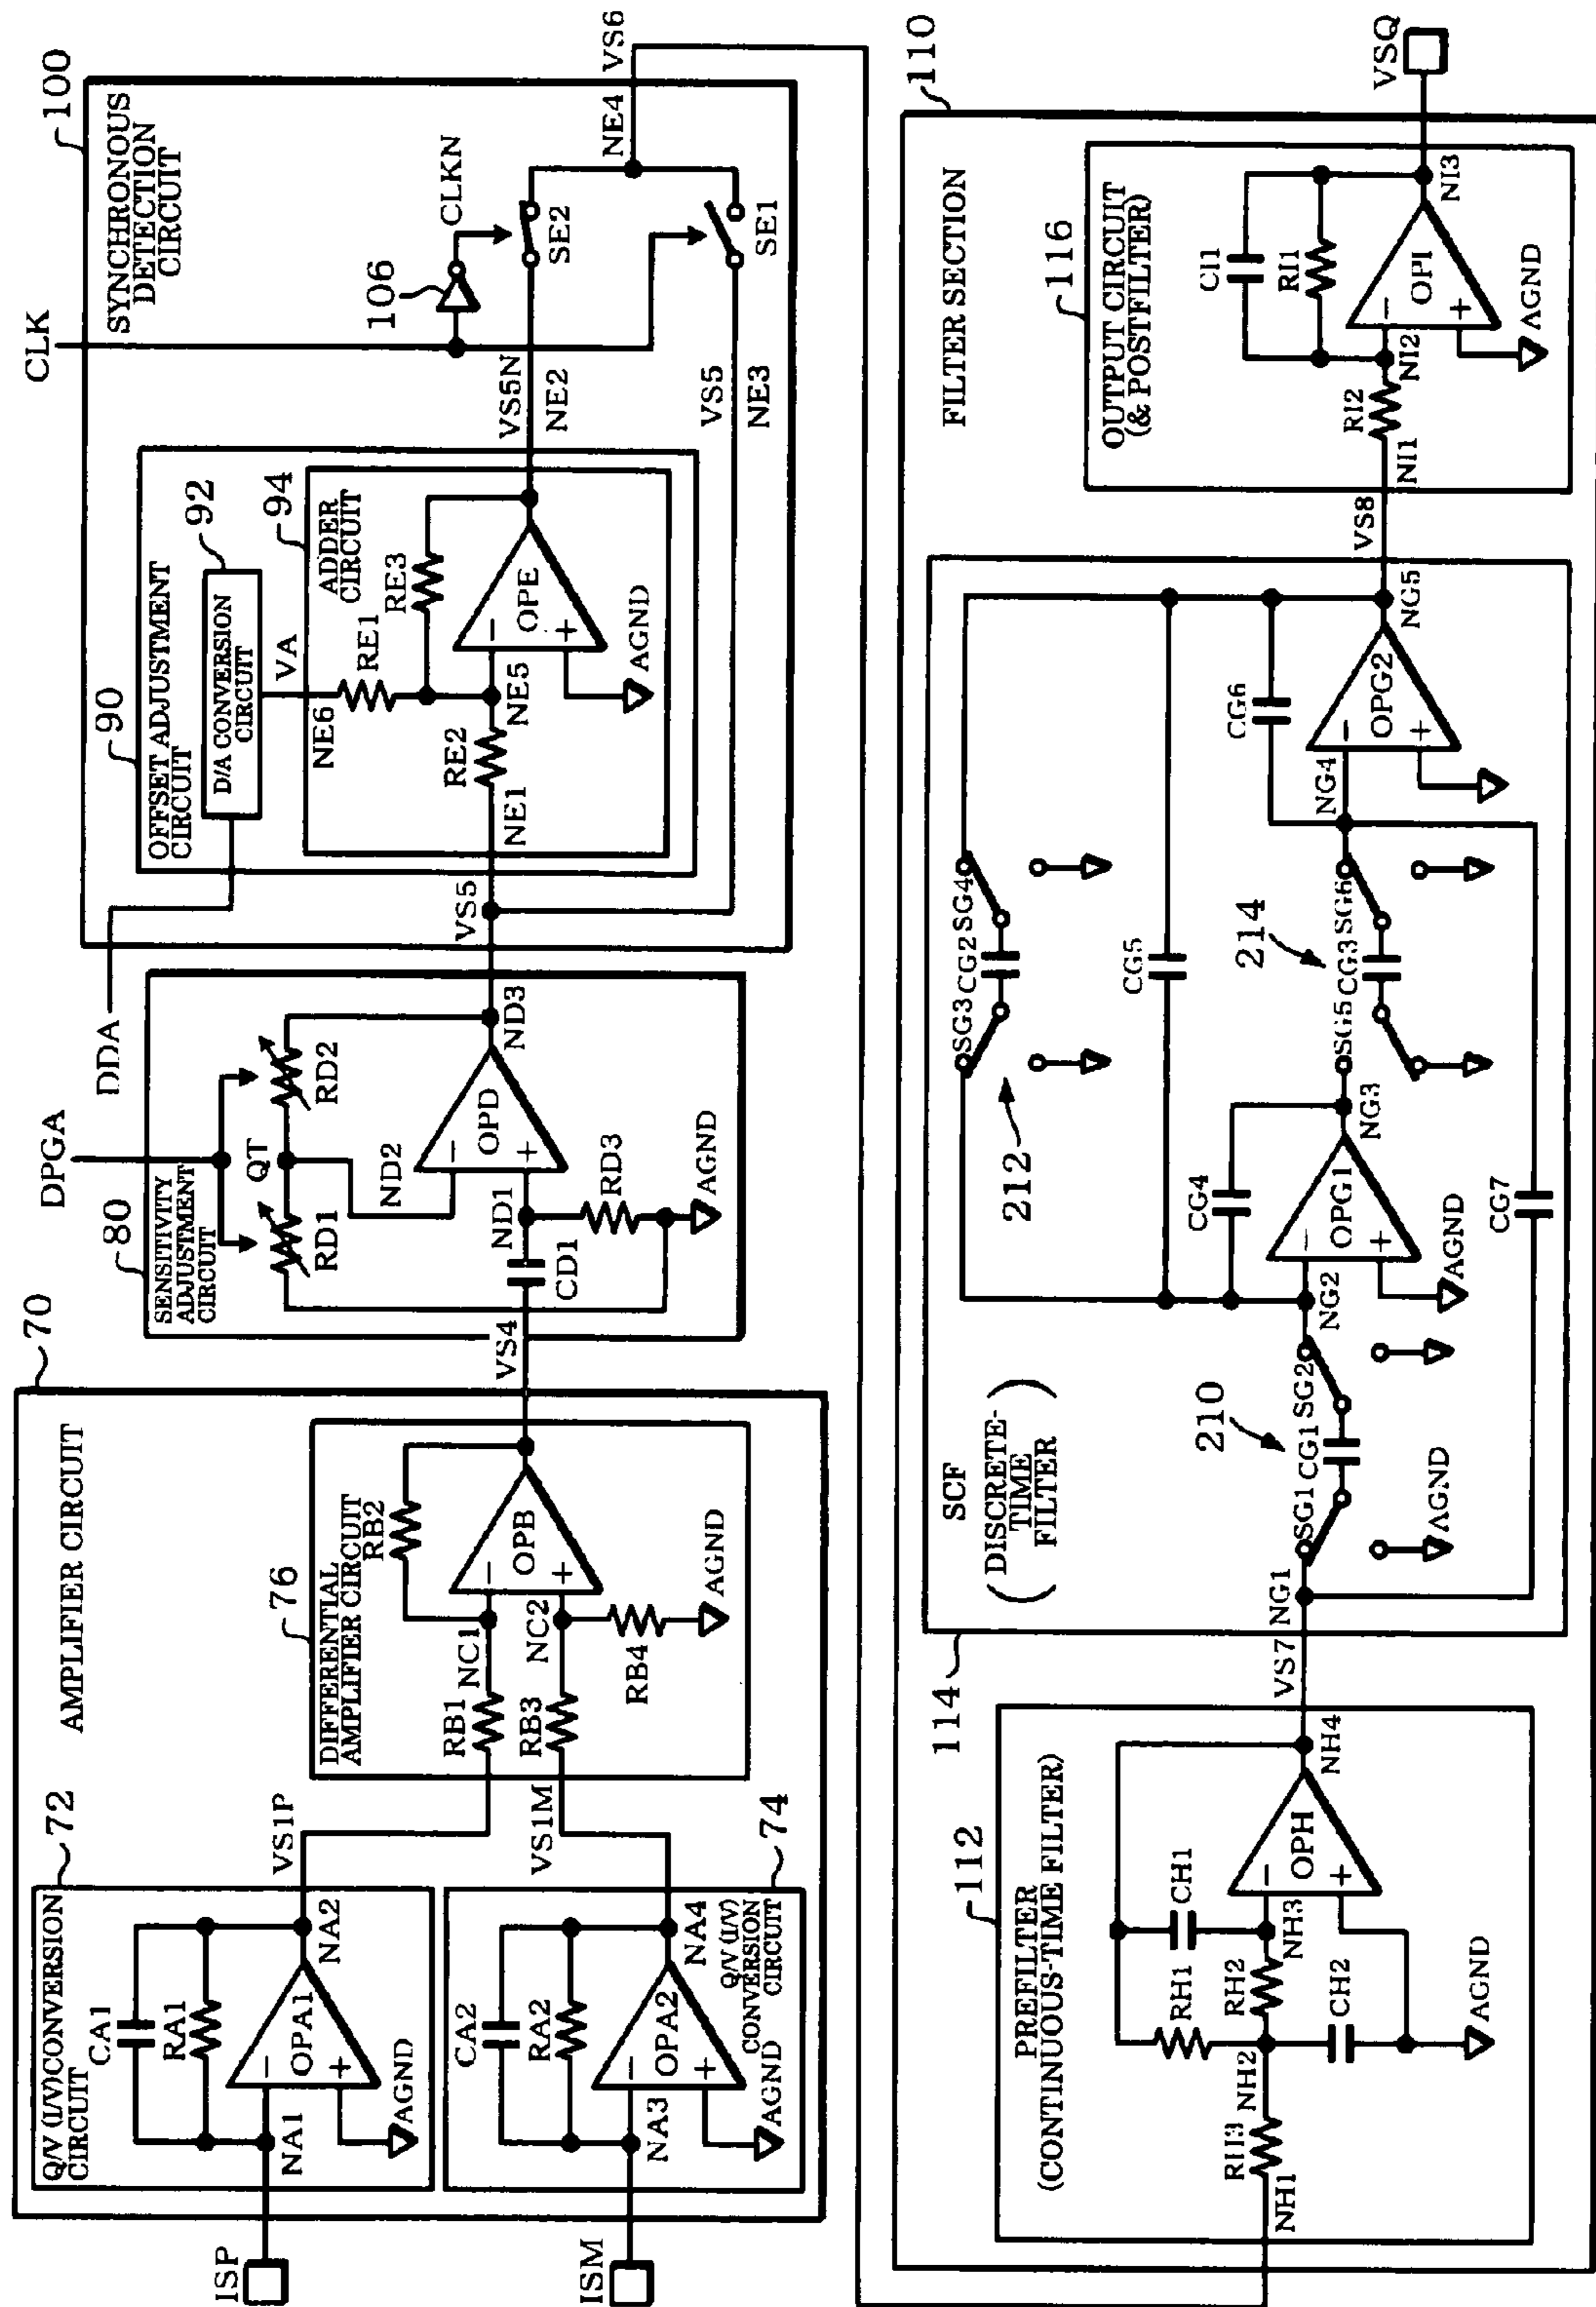 70
AMPLIFIER CIRCUIT
72
Q/V (I/V)CONVERSION
CIRCUIT
CA1
RA1
OPA1
−
+
NA1
NA2
AGND
ISP
VS1P
ISM
VS1M
74
Q/V (I/V)
CONVERSION
CIRCUIT
CA2
RA2
OPA2
−
+
NA3
NA4
AGND
76
DIFFERENTIAL
AMPLIFIER CIRCUIT
RB1
RB2
RB3
RB4
NC1
NC2
OPB
−
+
AGND
VS4
80
SENSITIVITY
ADJUSTMENT
CIRCUIT
DPGA
QT
RD1
RD2
ND2
OPD
−
+
ND1
CD1
RD3
ND3
AGND
DDA
VS5
100
SYNCHRONOUS
DETECTION
CIRCUIT
90
OFFSET ADJUSTMENT
CIRCUIT
92
D/A CONVERSION
CIRCUIT
VA
94
ADDER
CIRCUIT
NE6
RE1
RE3
RE2
NE1
NE5
OPE
−
+
AGND
CLK
106
CLKN
VS5N
NE2
SE2
VS5
NE3
SE1
NE4
VS6
110
FILTER SECTION
112
PREFILTER
(CONTINUOUS-TIME FILTER)
RH1
CH1
RH2
RH3
NH1
NH2
NH3
CH2
OPH
−
+
NH4
AGND
VS7
114
SCF
(DISCRETE-
TIME
FILTER)
NG1
SG1
CG1
SG2
210
AGND
NG2
OPG1
−
+
AGND
CG4
NG3
212
SG3
CG2
SG4
CG5
SG5
CG3
SG6
214
CG7
NG4
CG6
OPG2
−
+
NG5
VS8
116
OUTPUT CIRCUIT
(& POSTFILTER)
NI1
RI2
NI2
CI1
RI1
OPI
−
+
NI3
AGND
VSQ